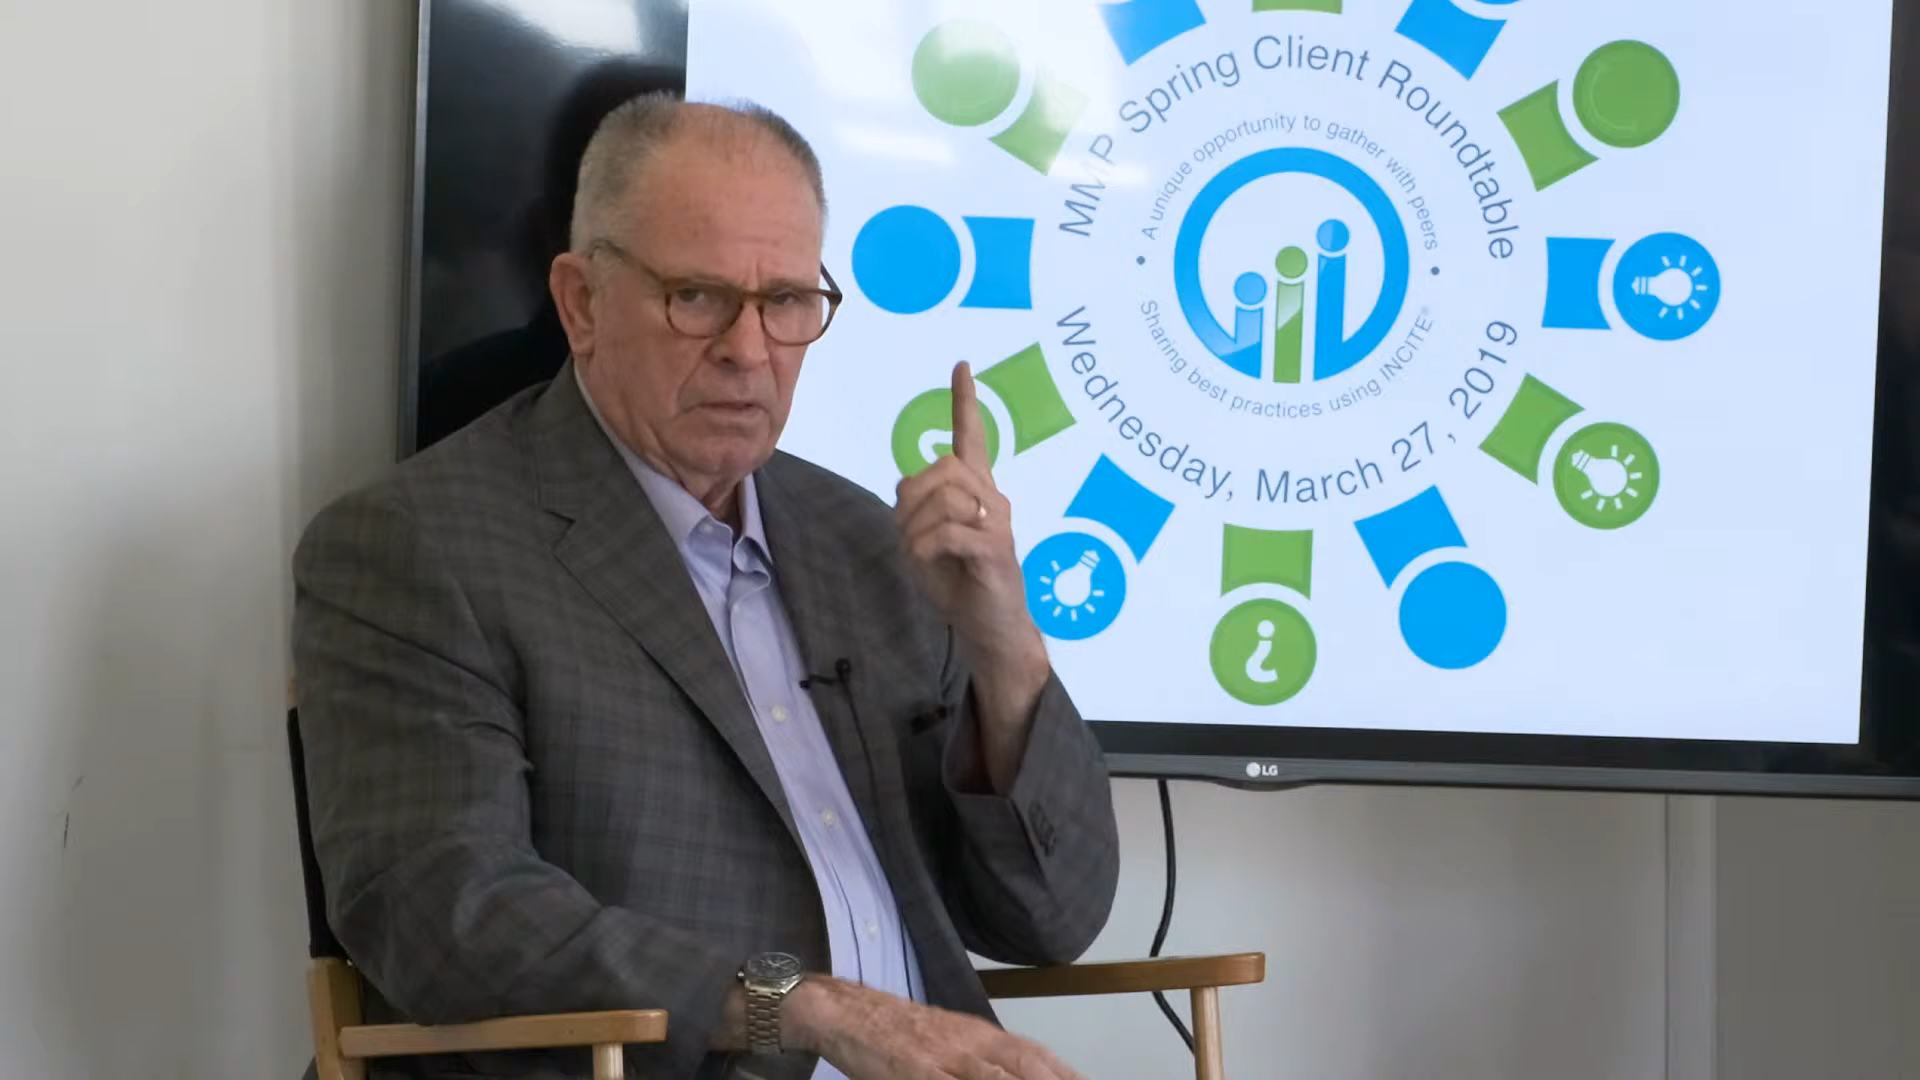 MMP Spring Client Roundtable
A unique opportunity to gather with peers
Sharing best practices using INCITE®
Wednesday, March 27, 2019
LG